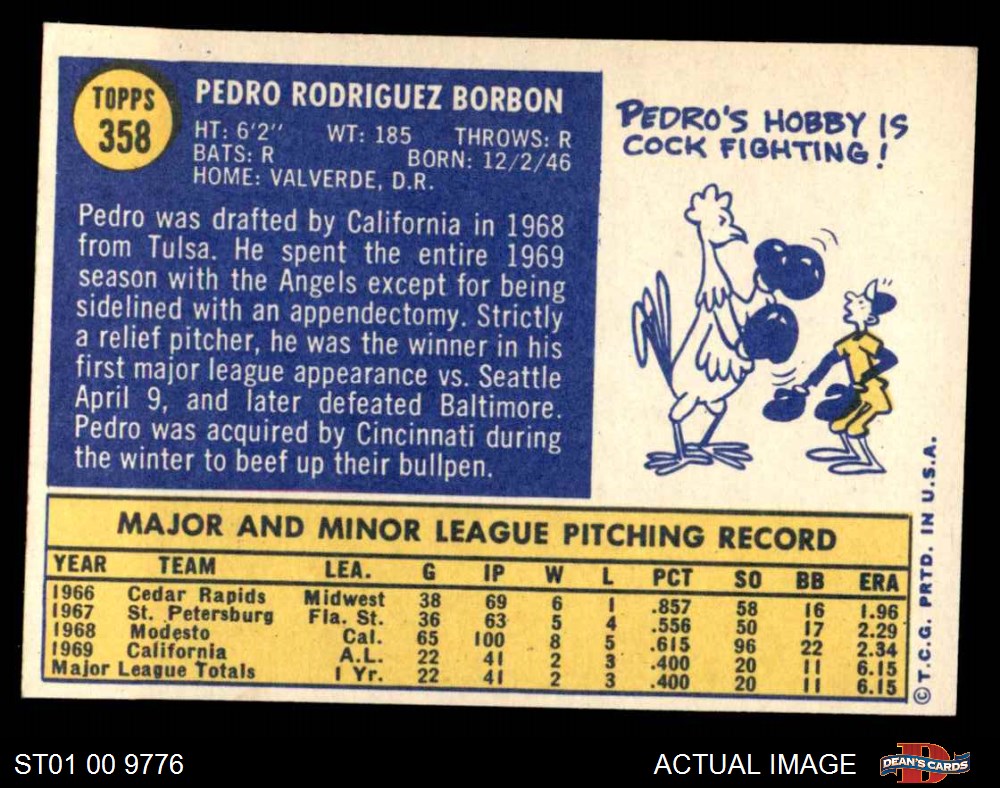 TOPPS
358
PEDRO RODRIGUEZ BORBON
HT: 6'2" WT: 185 THROWS: R
BATS: R BORN: 12/2/46
HOME: VALVERDE, D.R.
Pedro was drafted by California in 1968
from Tulsa. He spent the entire 1969
season with the Angels except for being
sidelined with an appendectomy. Strictly
a relief pitcher, he was the winner in his
first major league appearance vs. Seattle
April 9, and later defeated Baltimore.
Pedro was acquired by Cincinnati during
the winter to beef up their bullpen.
PEDRO'S HOBBY IS
COCK FIGHTING!
MAJOR AND MINOR LEAGUE PITCHING RECORD
YEAR TEAM LEA. G IP W L PCT SO BB ERA
1966 Cedar Rapids Midwest 38 69 6 1 .857 58 16 1.96
1967 St. Petersburg Fla. St. 36 63 5 4 .556 50 17 2.29
1968 Modesto Cal. 65 100 8 5 .615 96 22 2.34
1969 California A.L. 22 41 2 3 .400 20 11 6.15
Major League Totals 1 Yr. 22 41 2 3 .400 20 11 6.15
© T.C.G. PRTD. IN U.S.A.
ST01 00 9776
ACTUAL IMAGE
D
DEAN'S CARDS